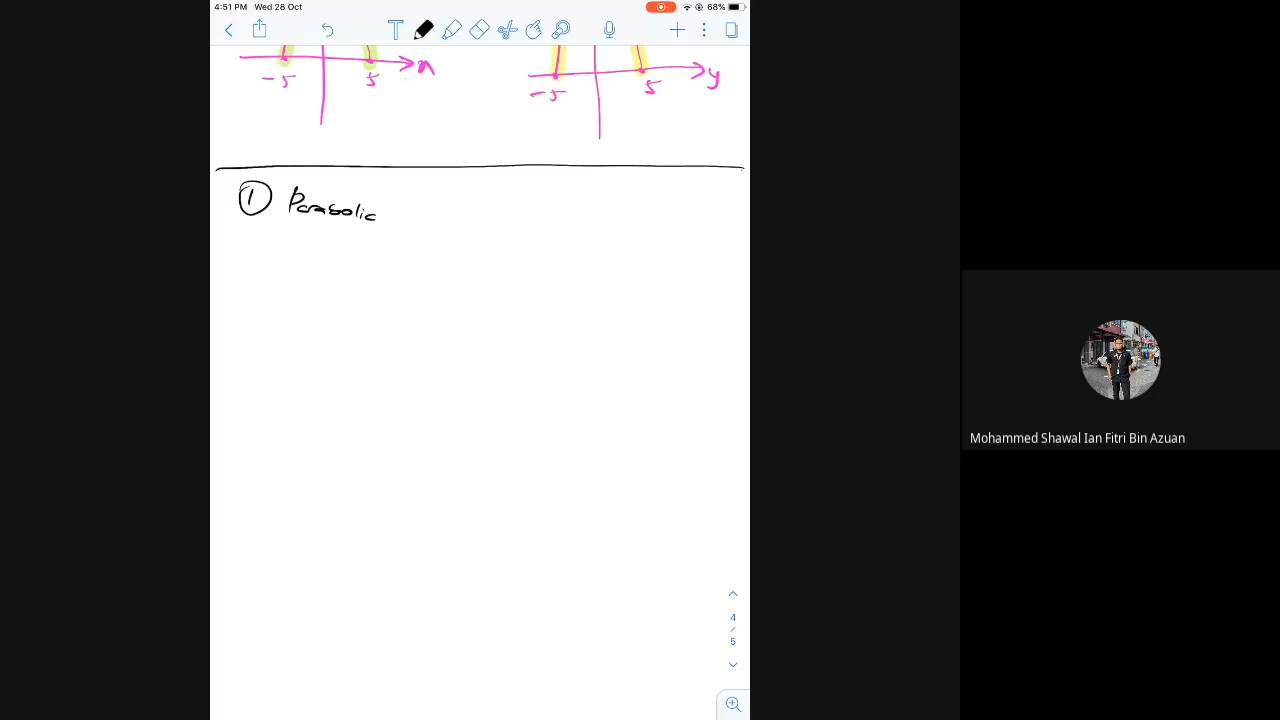 4:51 PM Wed 28 Oct
68%
T
-5
5
x
-5
5
y
① Parabolic
4
/
5
Mohammed Shawal Ian Fitri Bin Azuan